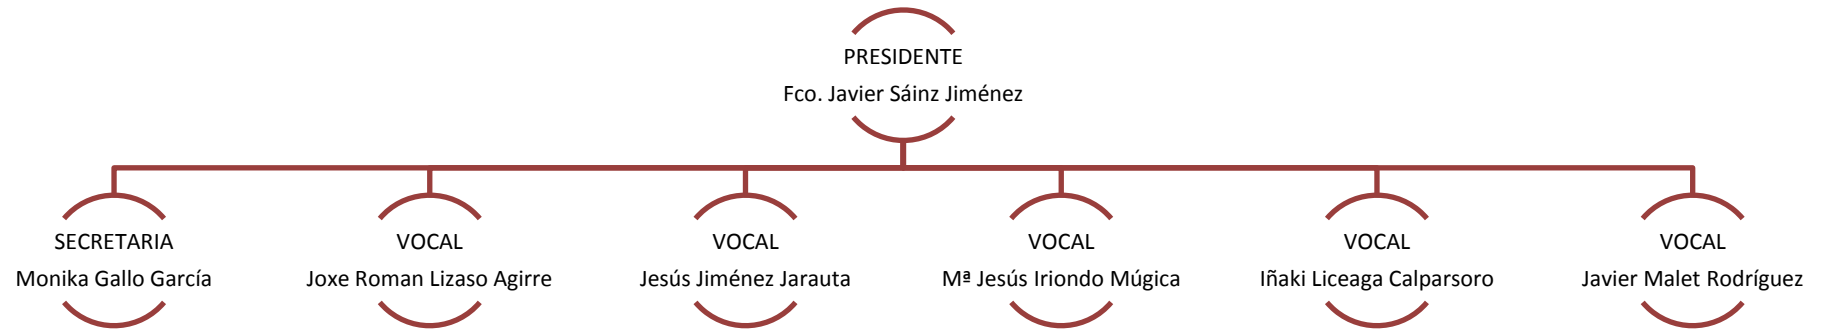 PRESIDENTE
Fco. Javier Sáinz Jiménez
SECRETARIA
Monika Gallo García
VOCAL
Joxe Roman Lizaso Agirre
VOCAL
Jesús Jiménez Jarauta
VOCAL
Mª Jesús Iriondo Múgica
VOCAL
Iñaki Liceaga Calparsoro
VOCAL
Javier Malet Rodríguez